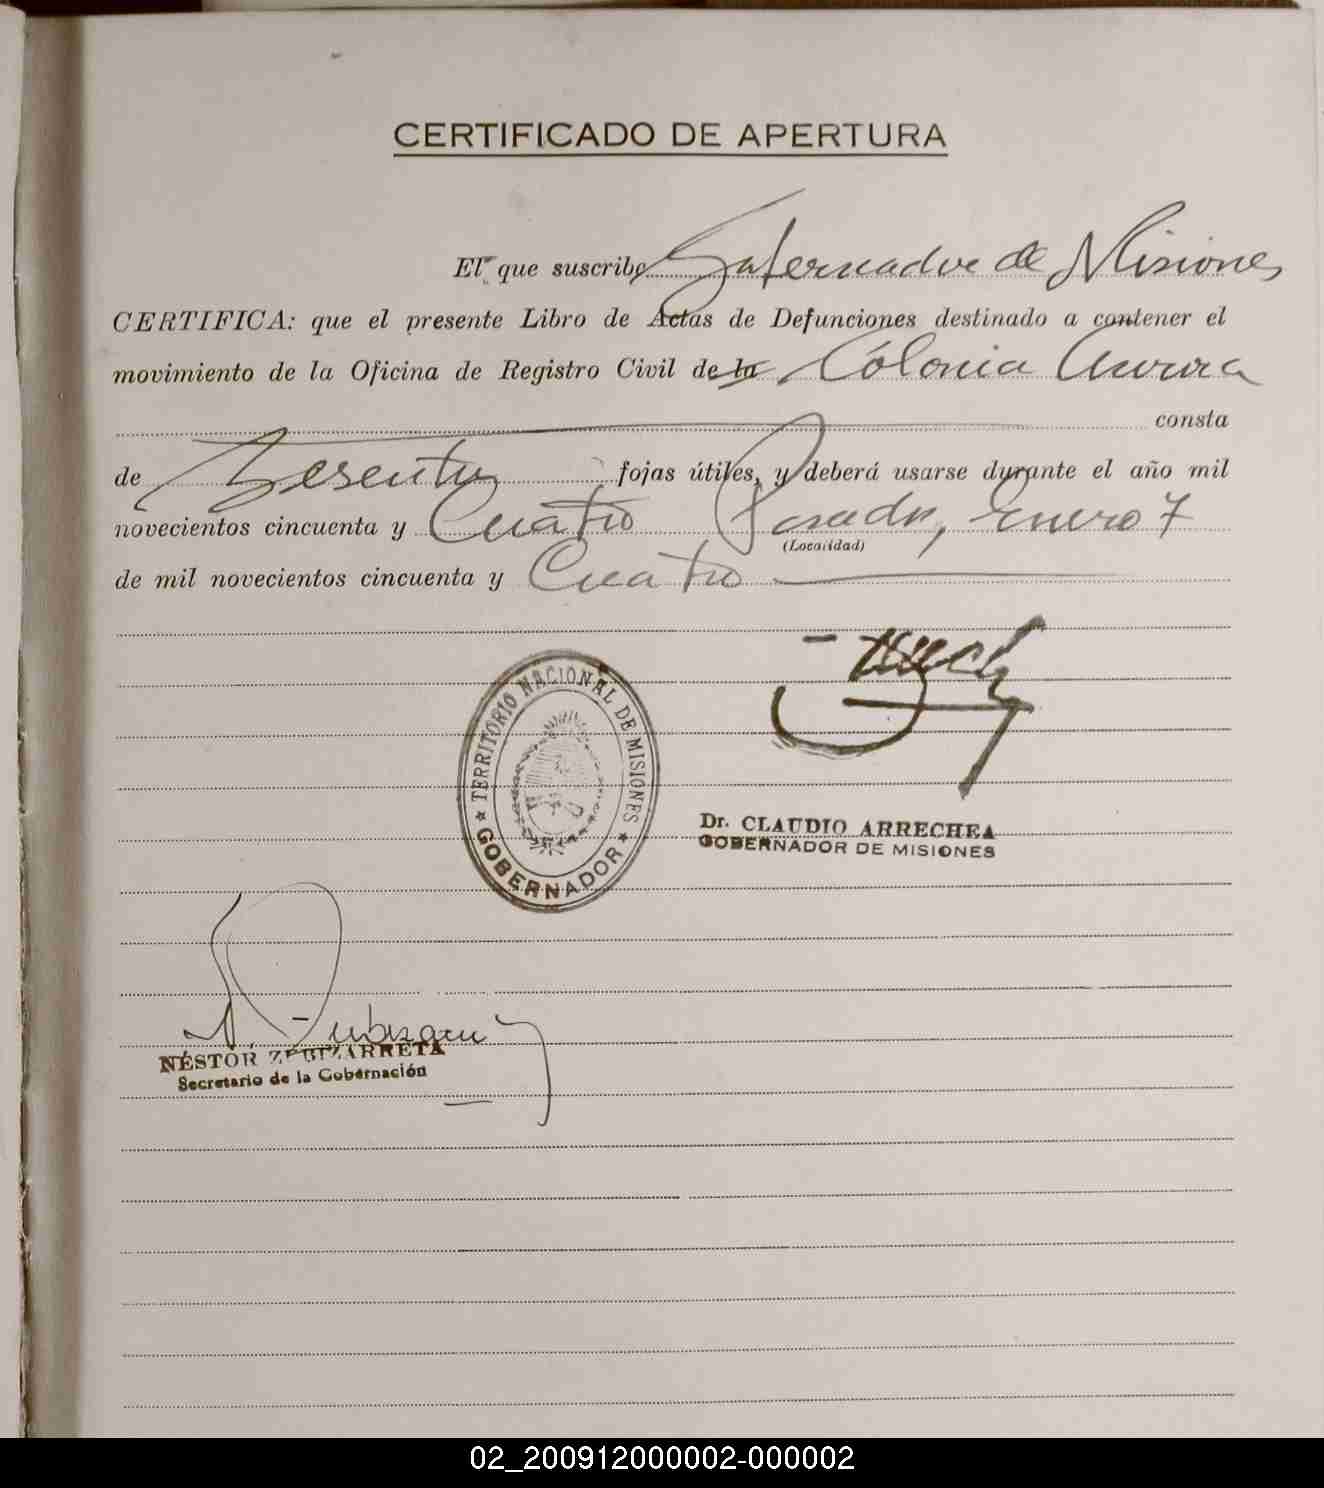 CERTIFICADO DE APERTURA
El que suscribe Gobernador de Misiones
CERTIFICA: que el presente Libro de Actas de Defunciones destinado a contener el
movimiento de la Oficina de Registro Civil de la Colonia Aurora
consta
de Sesenta fojas útiles, y deberá usarse durante el año mil
novecientos cincuenta y Cuatro Posadas, Enero 7
(Localidad)
de mil novecientos cincuenta y Cuatro
TERRITORIO NACIONAL DE MISIONES
GOBERNADOR
Dr. CLAUDIO ARRECHEA
GOBERNADOR DE MISIONES
NÉSTOR ZUBIZARRETA
Secretario de la Gobernación
02_200912000002-000002